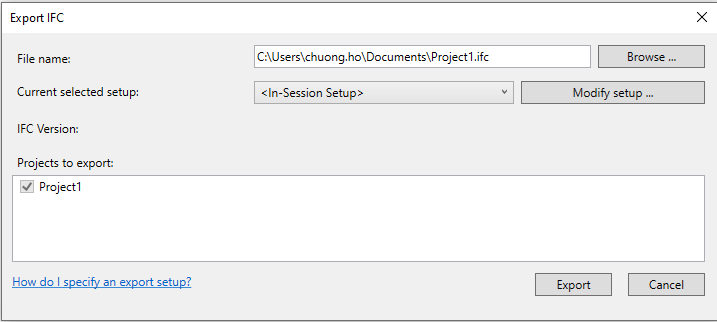 Export IFC
File name:
C:\Users\chuong.ho\Documents\Project1.ifc
Browse ...
Current selected setup:
<In-Session Setup>
Modify setup ...
IFC Version:
Projects to export:
Project1
How do I specify an export setup?
Export
Cancel